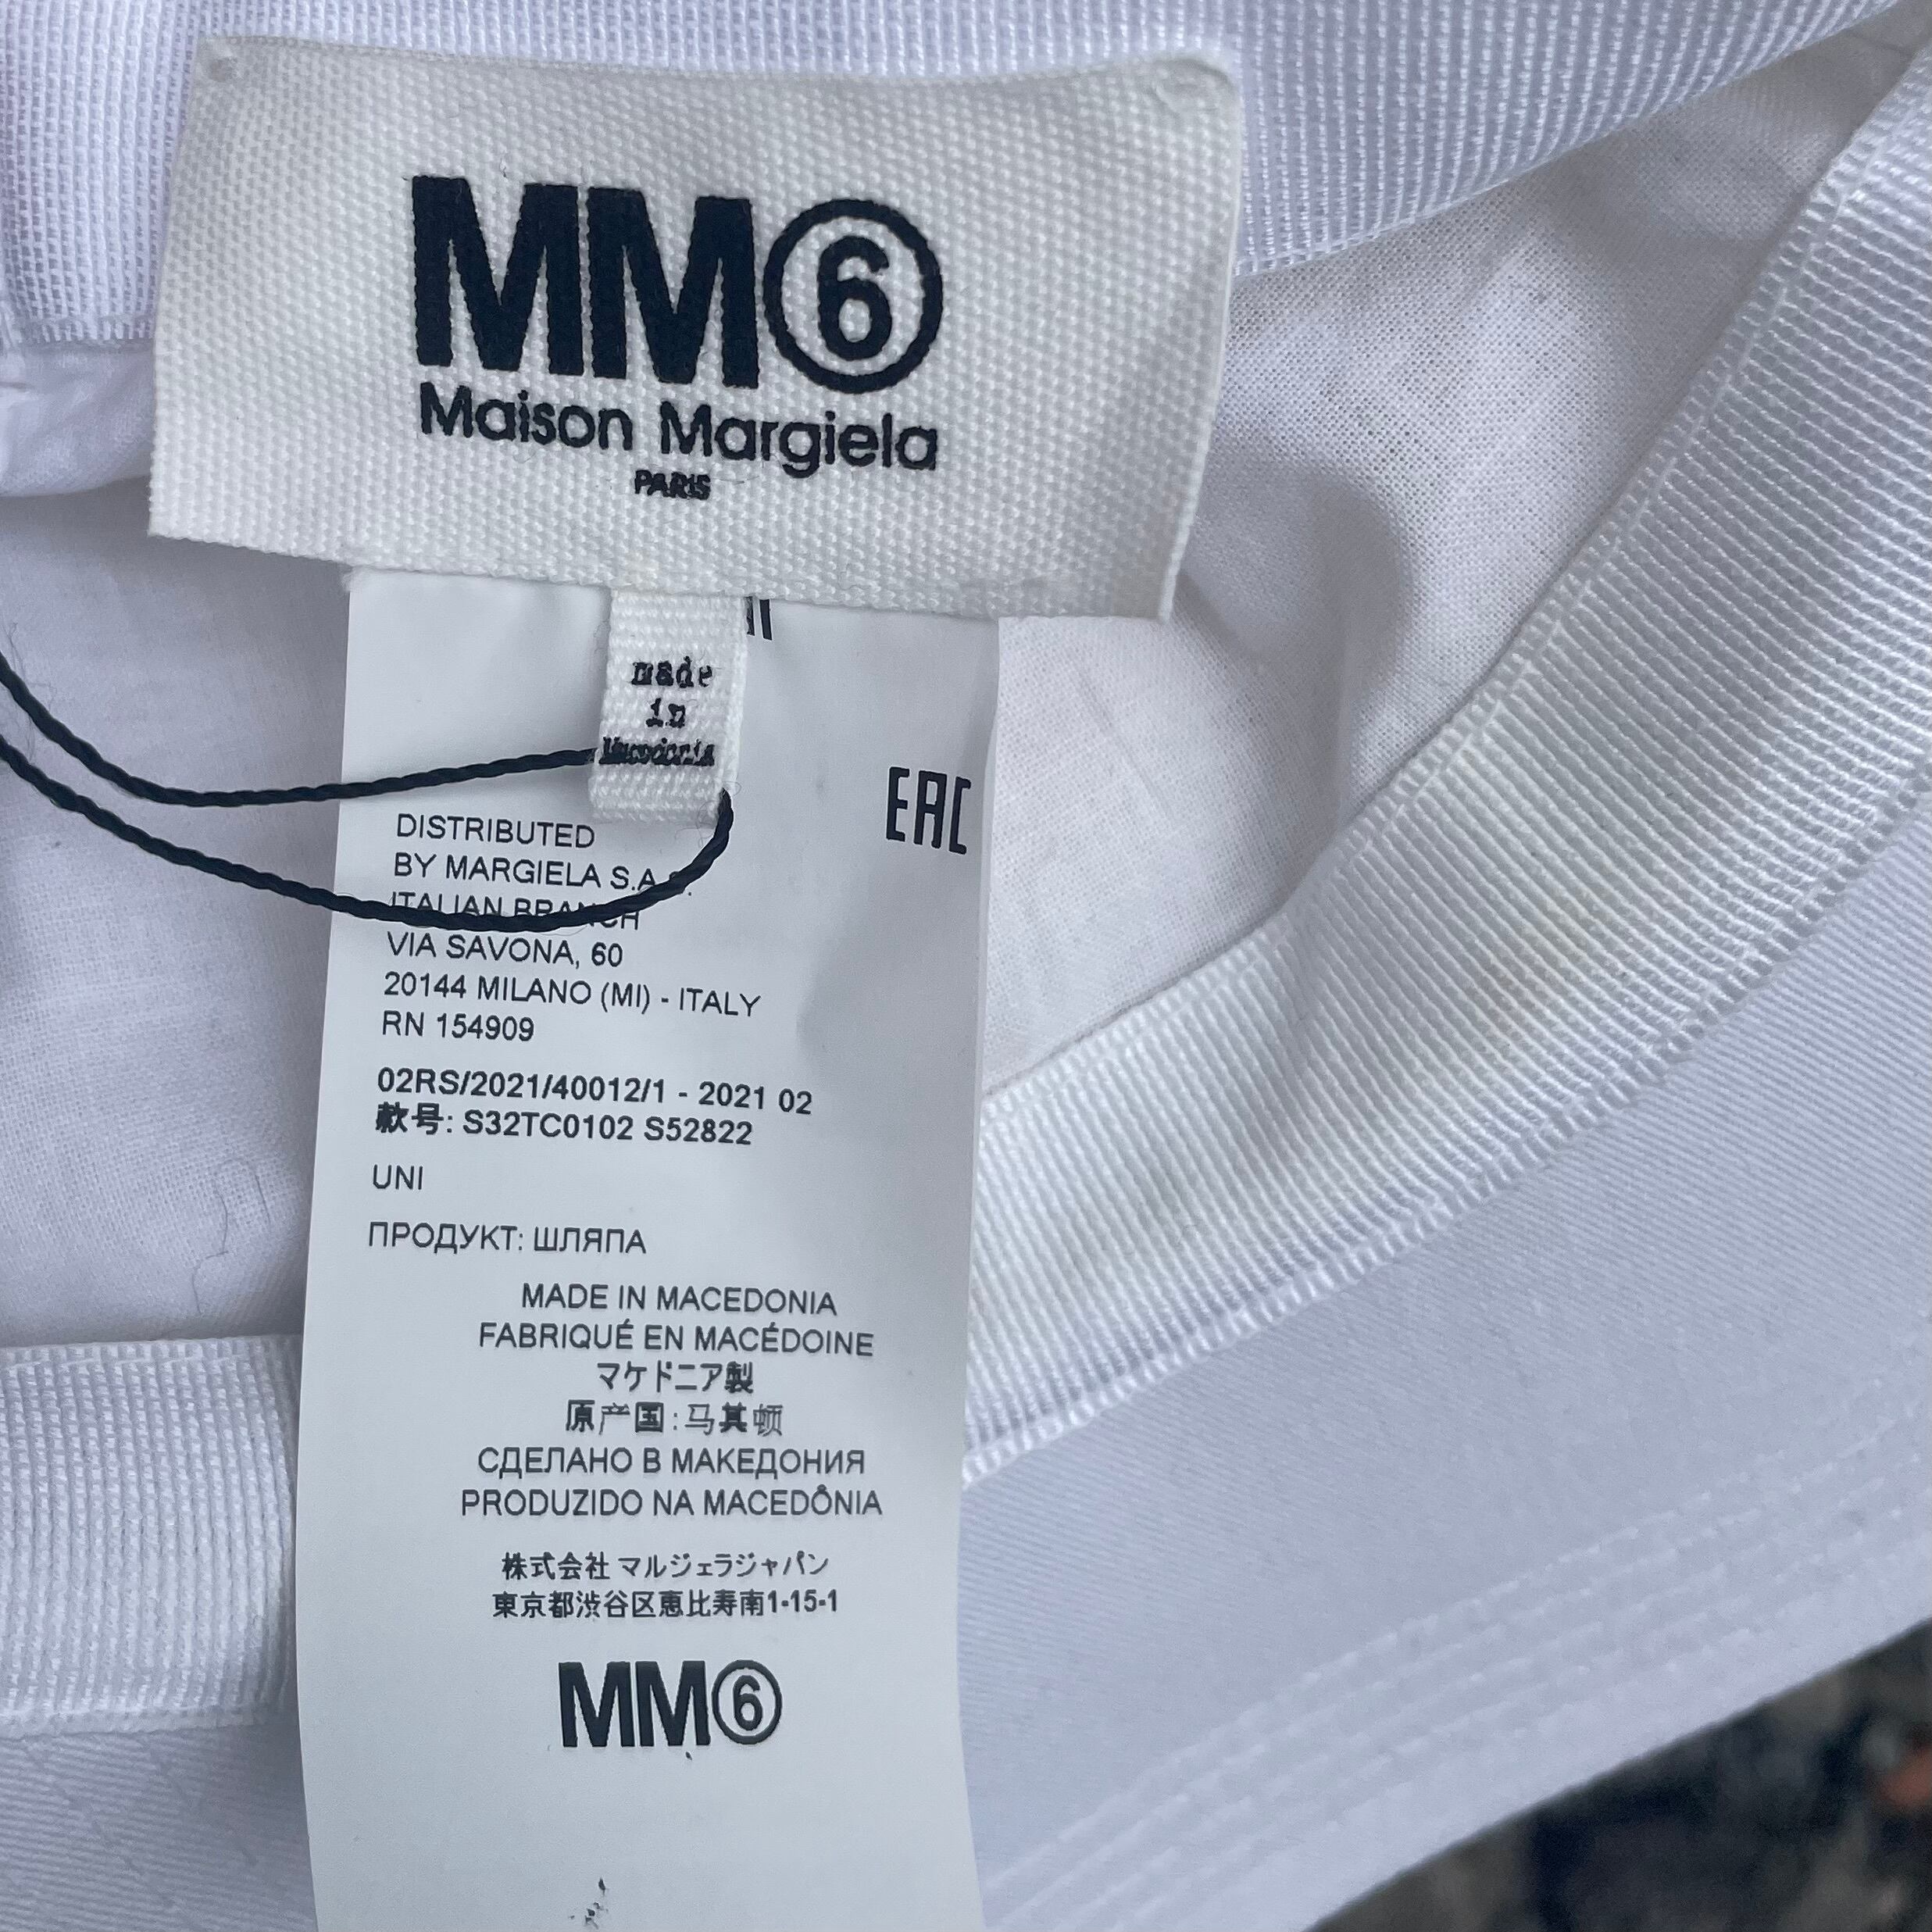 MM⑥
Maison Margiela
PARIS
made
in
Macedonia
EAC
DISTRIBUTED
BY MARGIELA S.A.S.
ITALIAN BRANCH
VIA SAVONA, 60
20144 MILANO (MI) - ITALY
RN 154909
02RS/2021/40012/1 - 2021 02
款号: S32TC0102 S52822
UNI
ПРОДУКТ: ШЛЯПА
MADE IN MACEDONIA
FABRIQUÉ EN MACÉDOINE
マケドニア製
原产国:马其顿
СДЕЛАНО В МАКЕДОНИЯ
PRODUZIDO NA MACEDÔNIA
株式会社 マルジェラジャパン
東京都渋谷区恵比寿南1-15-1
MM⑥